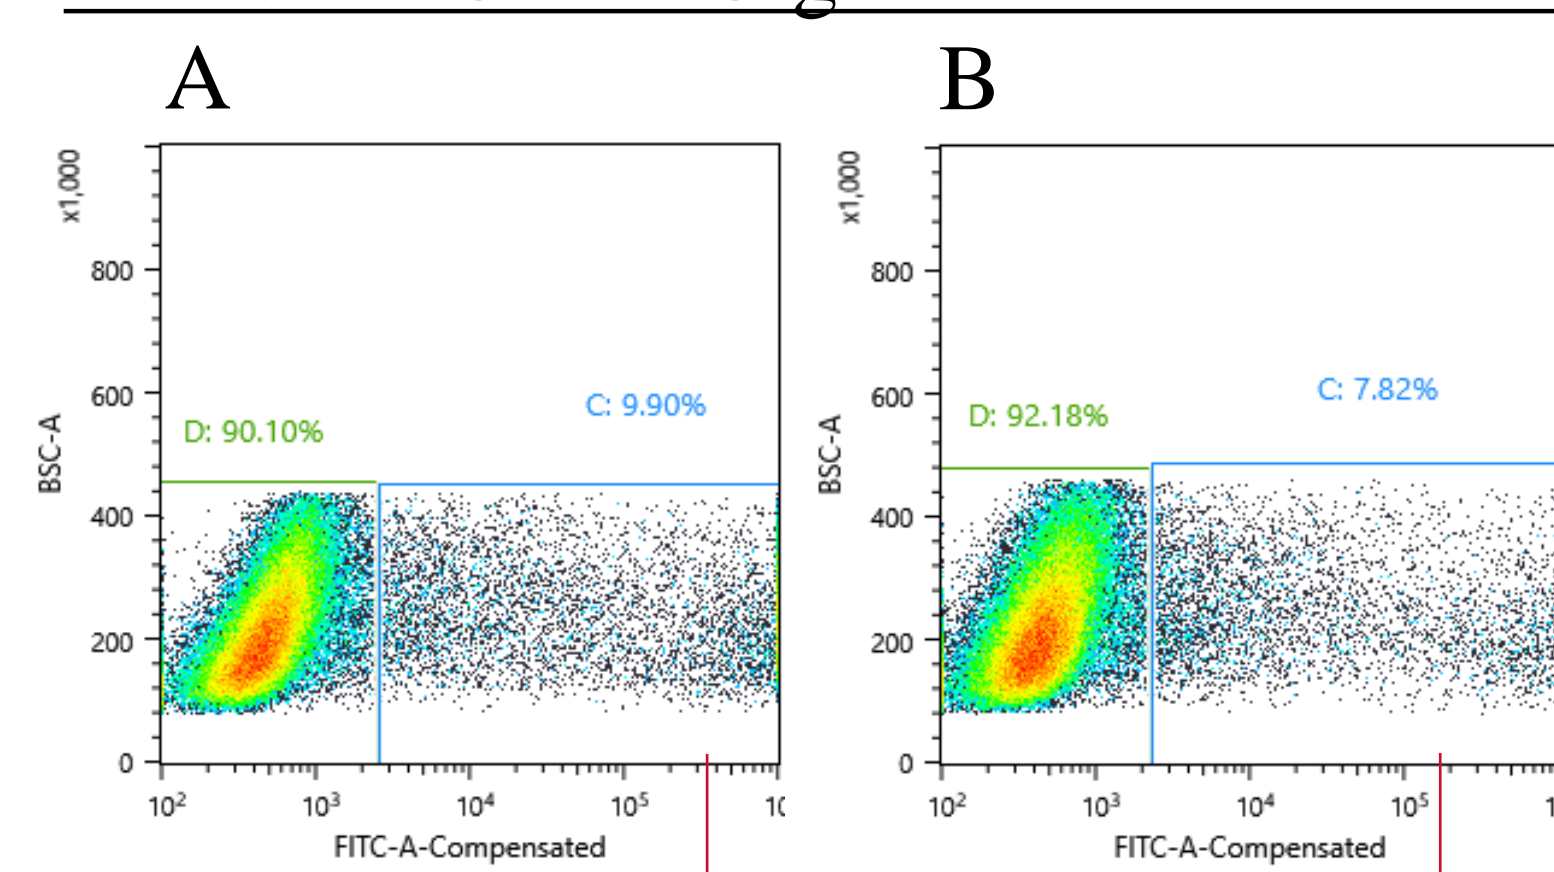 A
x1,000
800
600
400
200
0
BSC-A
D: 90.10%
C: 9.90%
10² 10³ 10⁴ 10⁵
FITC-A-Compensated
B
x1,000
800
600
400
200
0
BSC-A
D: 92.18%
C: 7.82%
10² 10³ 10⁴ 10⁵
FITC-A-Compensated